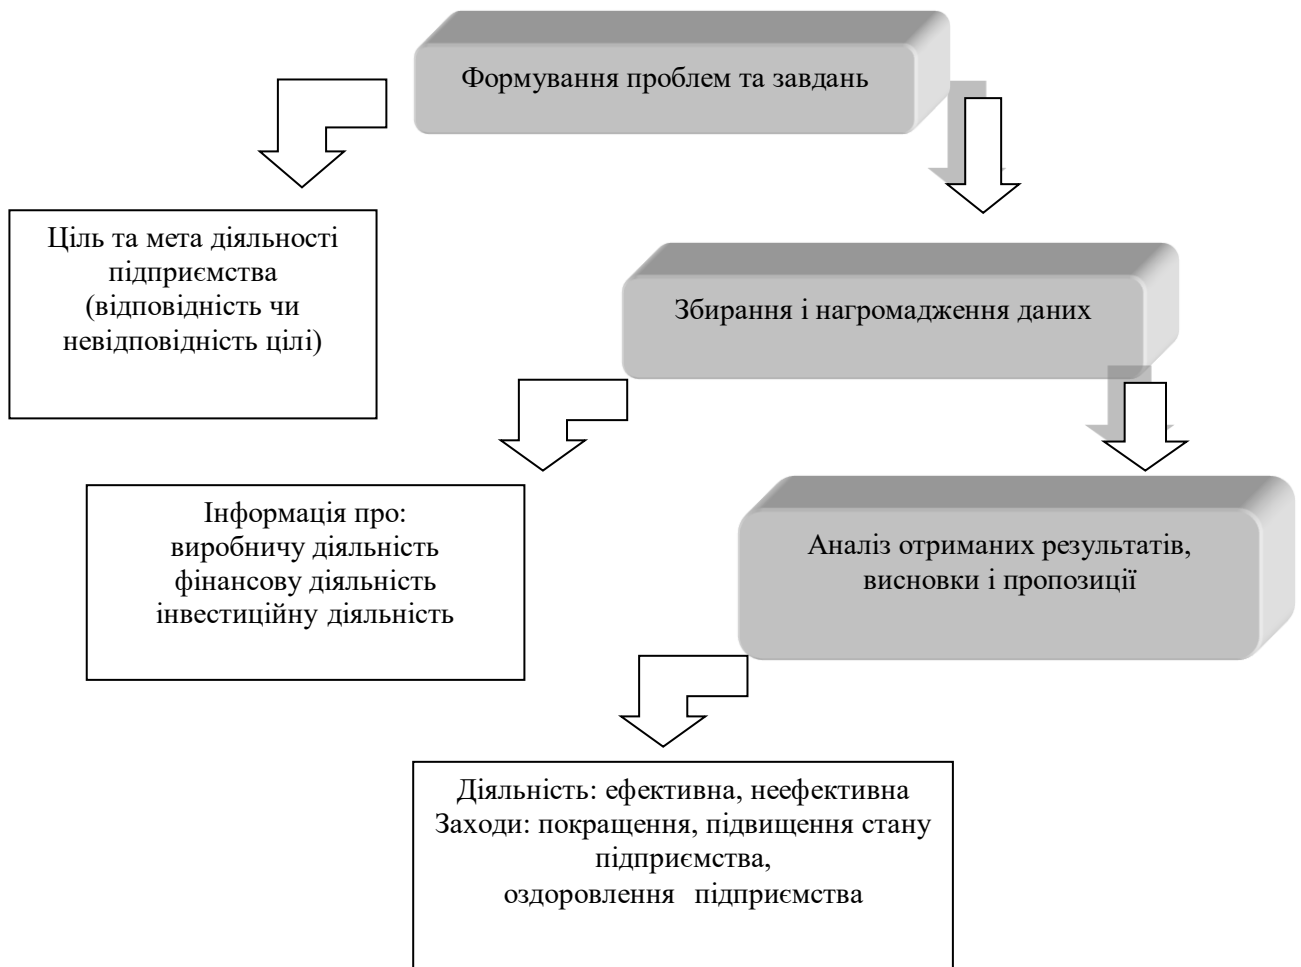 Формування проблем та завдань
Ціль та мета діяльності
підприємства
(відповідність чи
невідповідність цілі)
Збирання і нагромадження даних
Інформація про:
виробничу діяльність
фінансову діяльність
інвестиційну діяльність
Аналіз отриманих результатів,
висновки і пропозиції
Діяльність: ефективна, неефективна
Заходи: покращення, підвищення стану
підприємства,
оздоровлення підприємства